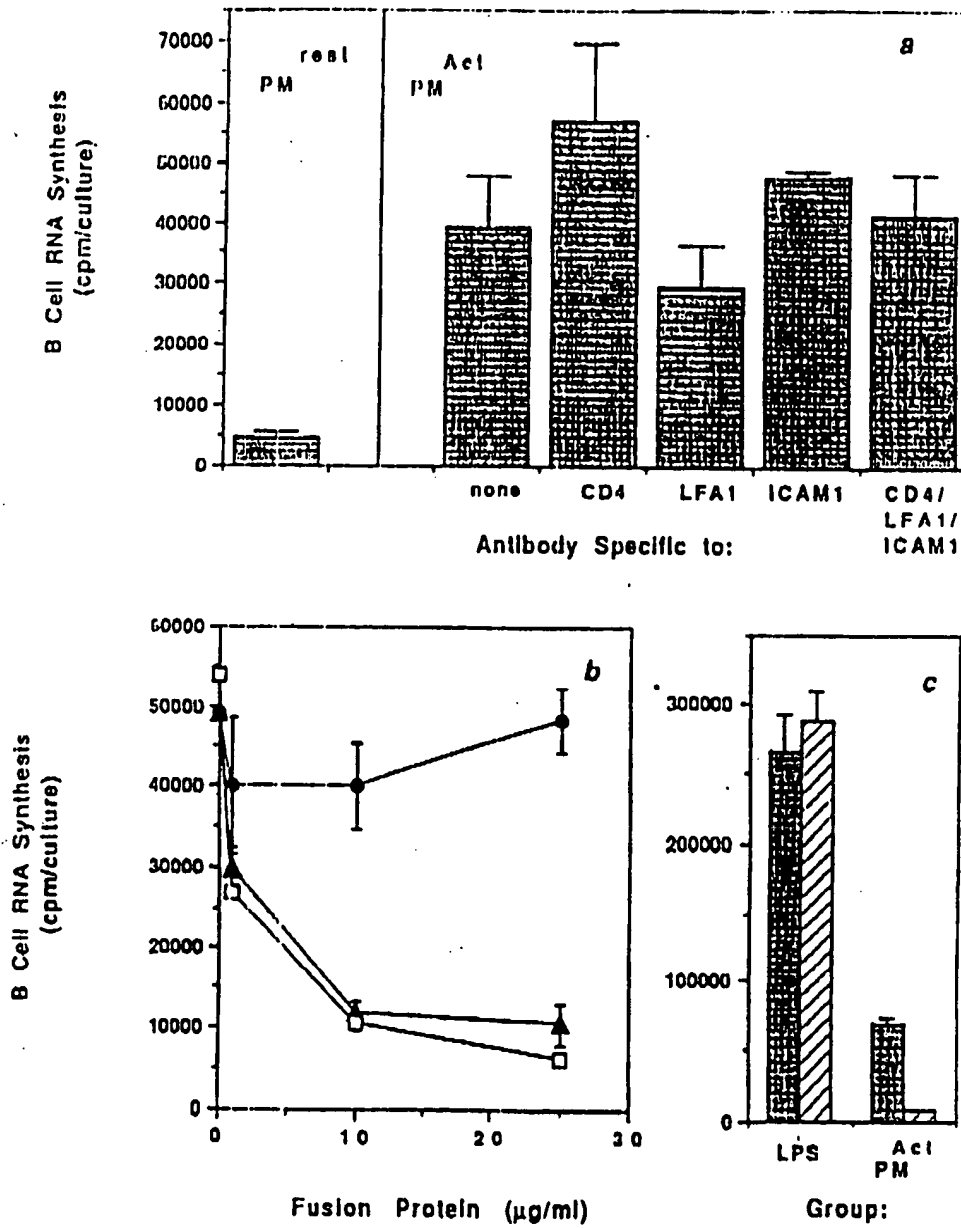 70000
60000
50000
40000
30000
20000
10000
0
B Cell RNA Synthesis
(cpm/culture)
PM rest
PM Act
a
none CD4 LFA1 ICAM1 CD4/
LFA1/
ICAM1
Antibody Specific to:
60000
50000
40000
30000
20000
10000
0
B Cell RNA Synthesis
(cpm/culture)
b
0 10 20 30
Fusion Protein (µg/ml)
c
300000
200000
100000
0
LPS PM Act
Group: